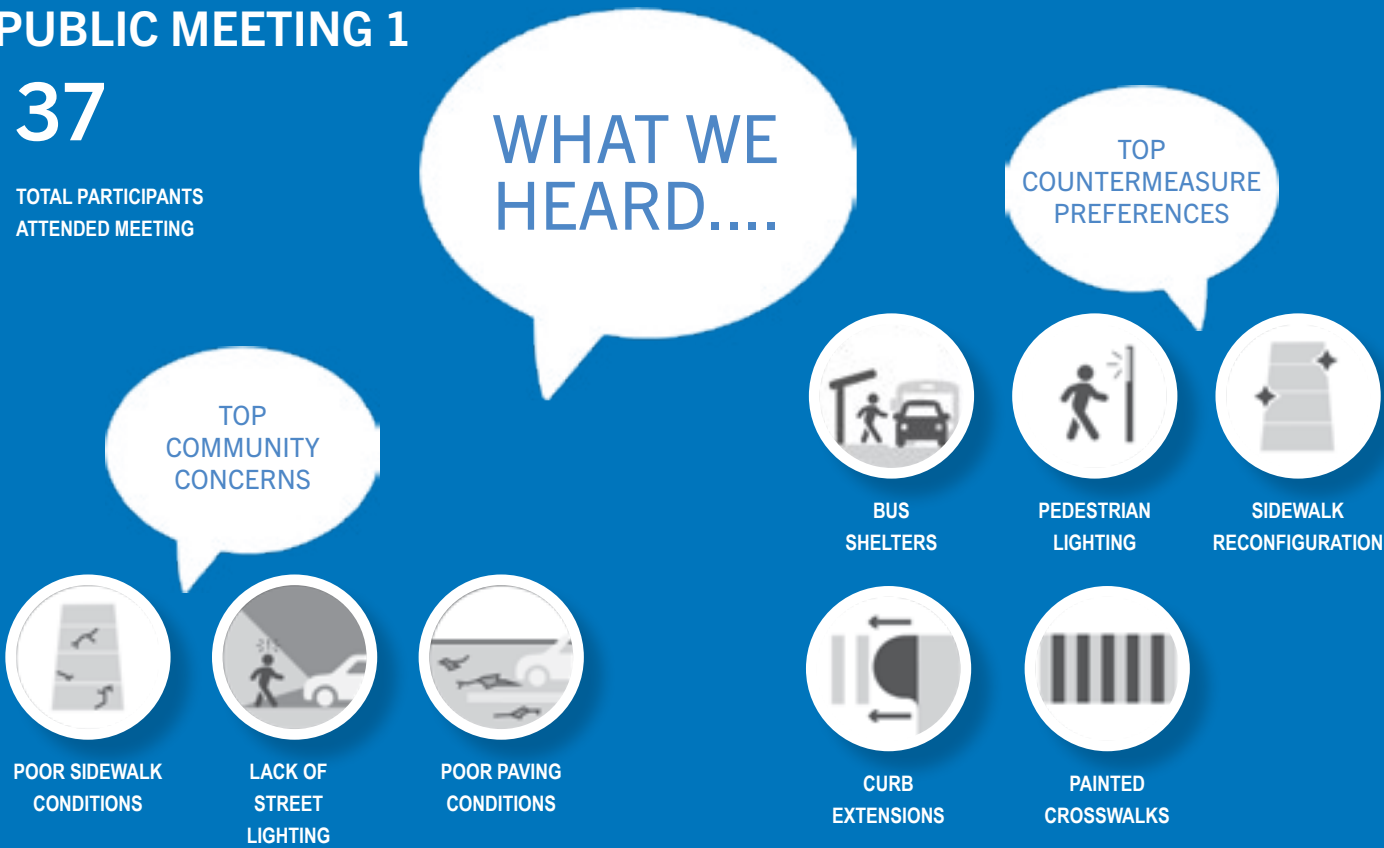 PUBLIC MEETING 1
37
TOTAL PARTICIPANTS
ATTENDED MEETING
WHAT WE
HEARD....
TOP
COMMUNITY
CONCERNS
POOR SIDEWALK
CONDITIONS
LACK OF
STREET
LIGHTING
POOR PAVING
CONDITIONS
TOP
COUNTERMEASURE
PREFERENCES
BUS
SHELTERS
PEDESTRIAN
LIGHTING
SIDEWALK
RECONFIGURATION
CURB
EXTENSIONS
PAINTED
CROSSWALKS